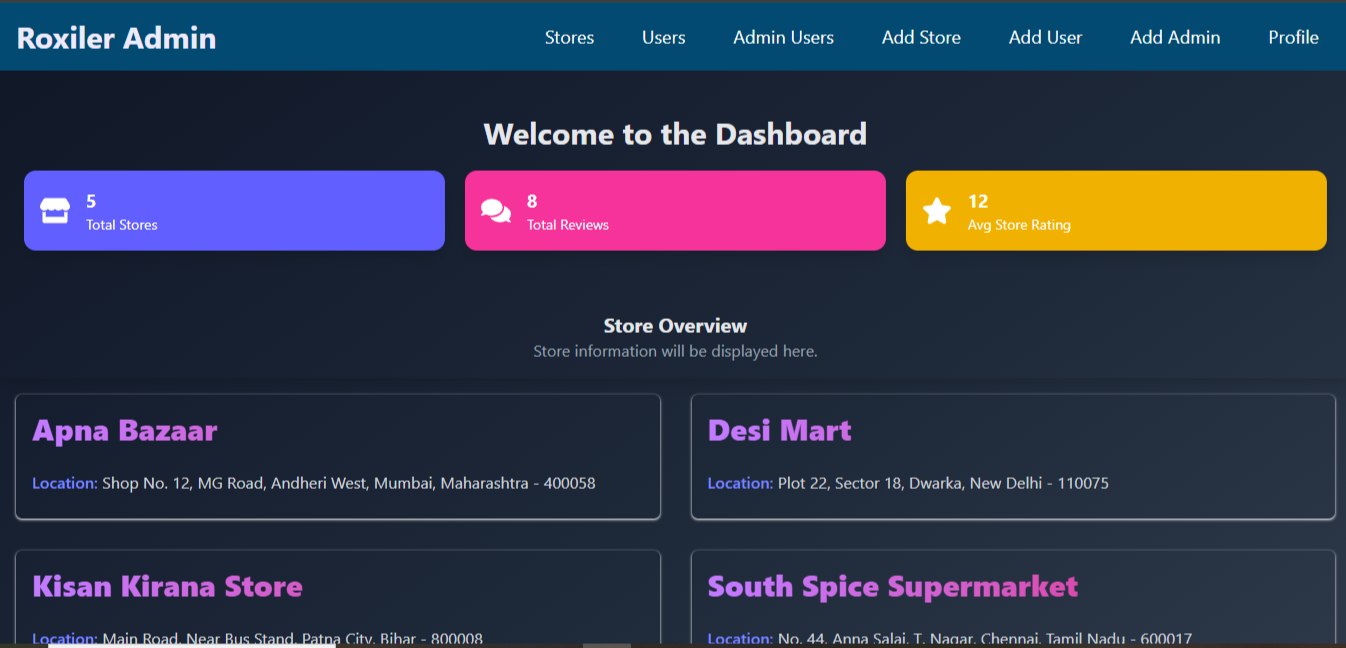 Roxiler Admin
Stores Users Admin Users Add Store Add User Add Admin Profile
Welcome to the Dashboard
5
Total Stores
8
Total Reviews
12
Avg Store Rating
Store Overview
Store information will be displayed here.
Apna Bazaar
Location: Shop No. 12, MG Road, Andheri West, Mumbai, Maharashtra - 400058
Desi Mart
Location: Plot 22, Sector 18, Dwarka, New Delhi - 110075
Kisan Kirana Store
Location: Main Road, Near Bus Stand, Patna City, Bihar - 800008
South Spice Supermarket
Location: No. 44, Anna Salai, T. Nagar, Chennai, Tamil Nadu - 600017